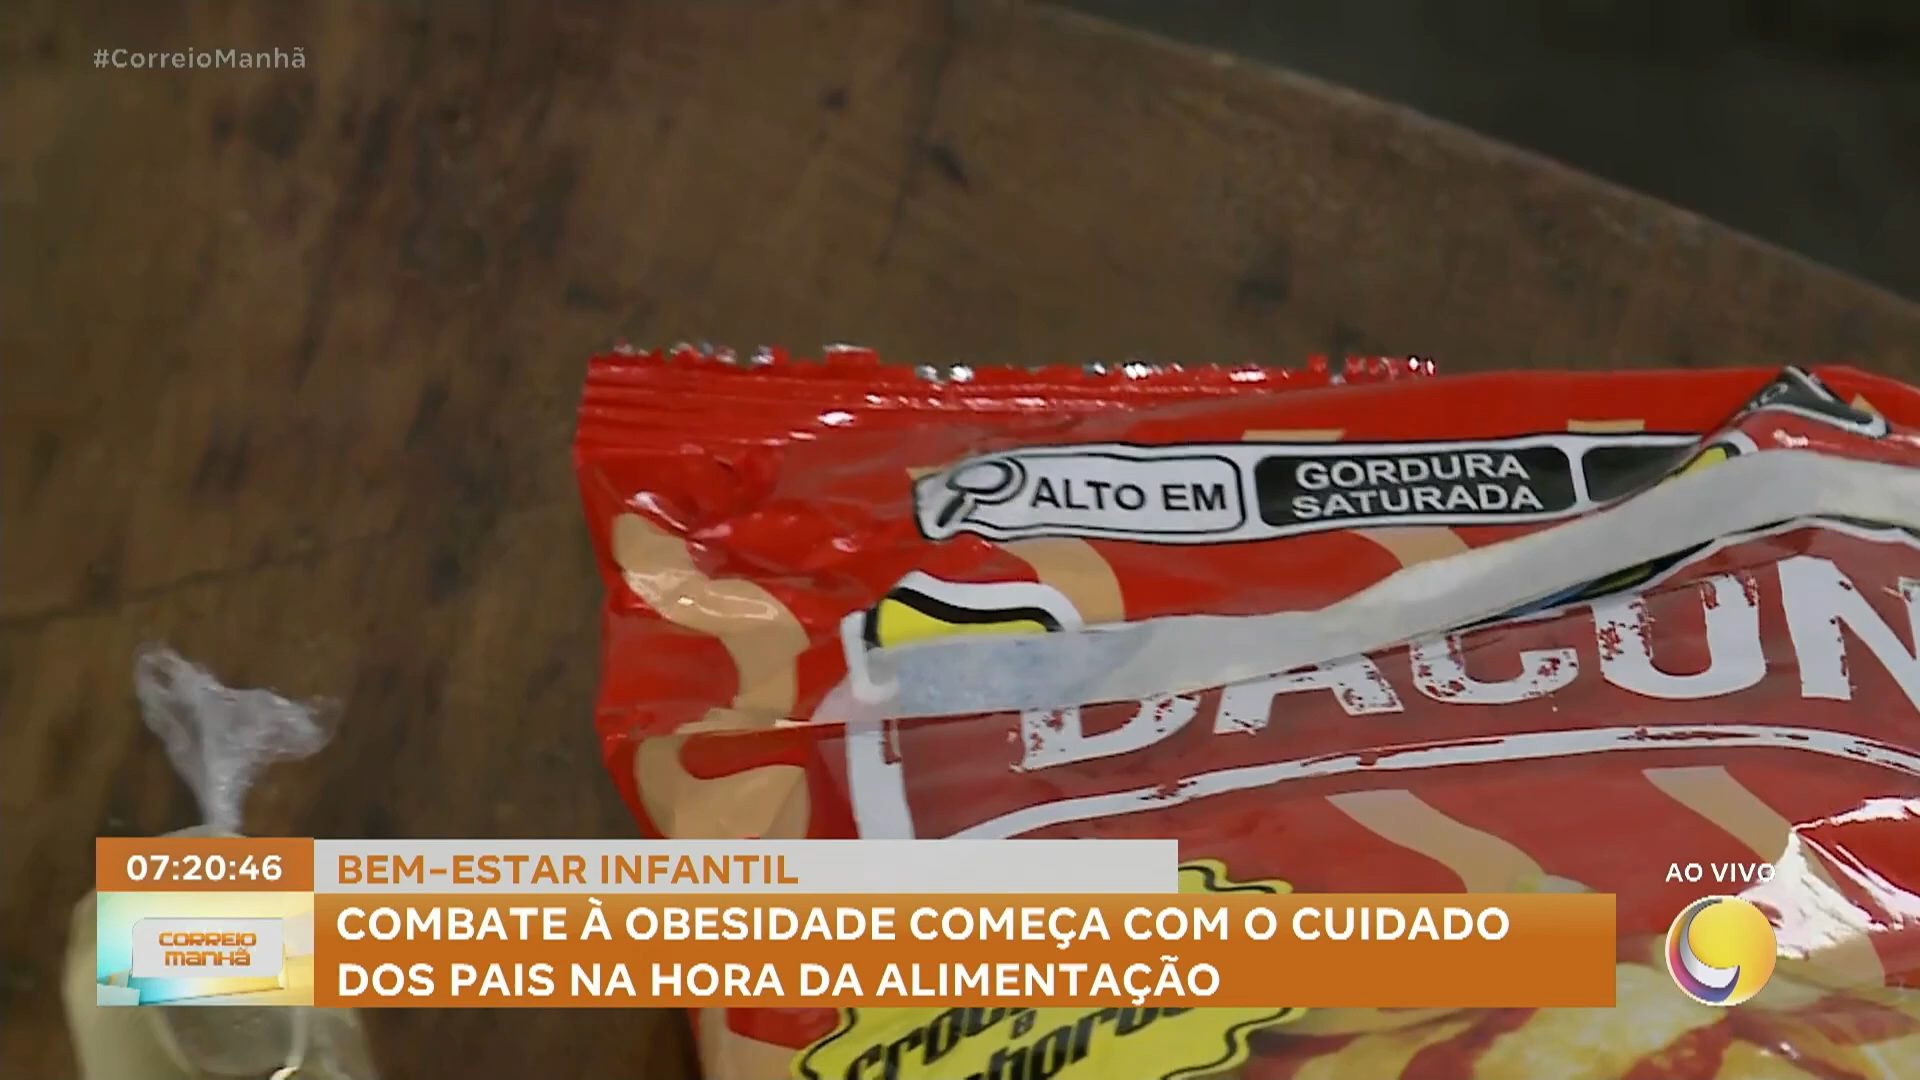 #CorreioManhã
ALTO EM
GORDURA
SATURADA
BACON
07:20:46
BEM-ESTAR INFANTIL
AO VIVO
CORREIO
manhã
COMBATE À OBESIDADE COMEÇA COM O CUIDADO
DOS PAIS NA HORA DA ALIMENTAÇÃO